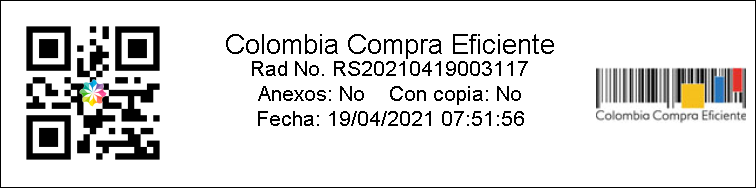 Colombia Compra Eficiente
Rad No. RS20210419003117
Anexos: No    Con copia: No
Fecha: 19/04/2021 07:51:56
Colombia Compra Eficiente